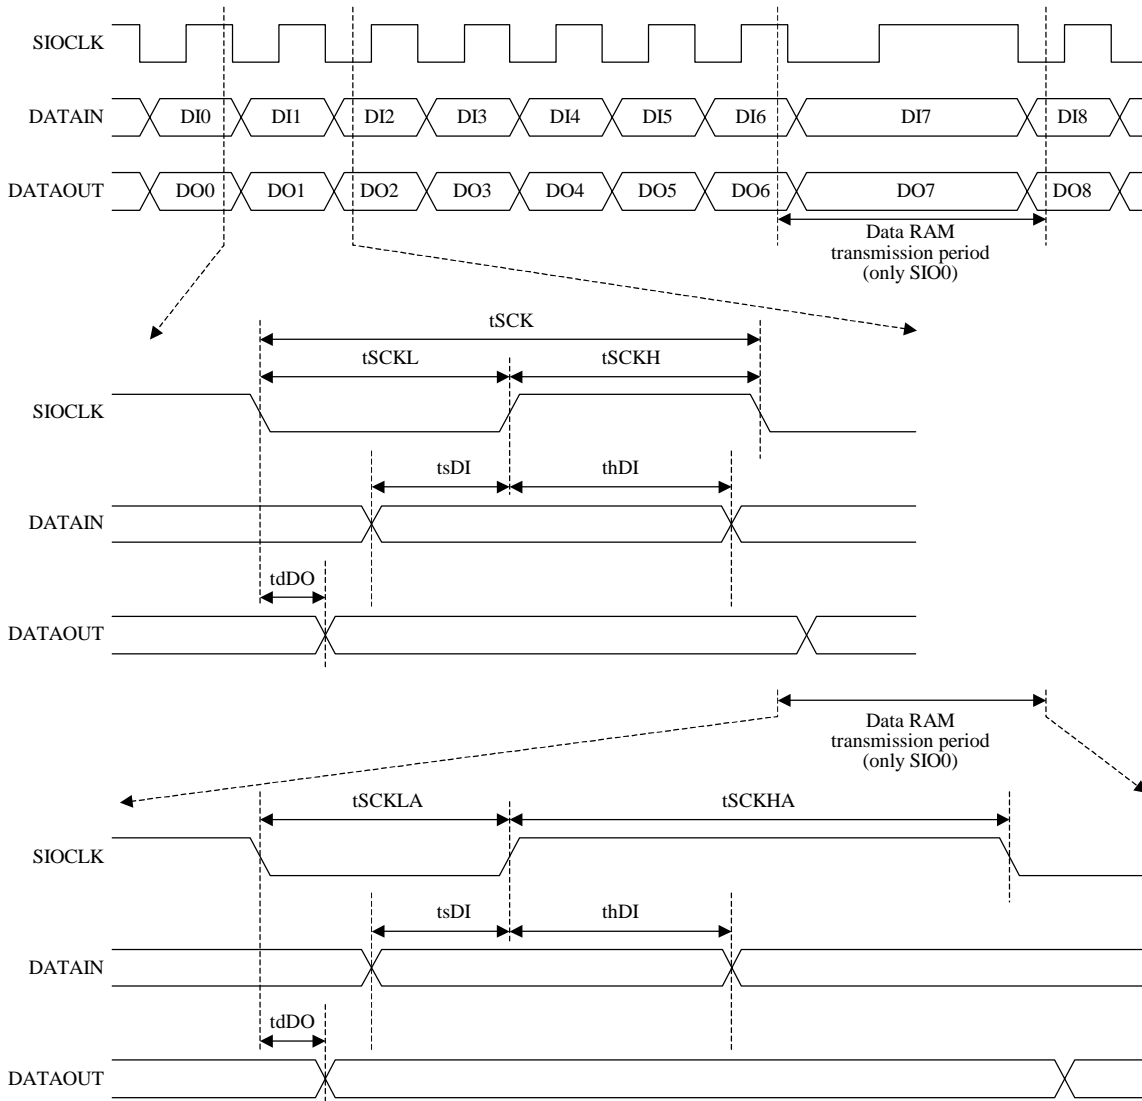 SIOCLK
DATAIN DI0 DI1 DI2 DI3 DI4 DI5 DI6 DI7 DI8
DATAOUT DO0 DO1 DO2 DO3 DO4 DO5 DO6 DO7 DO8
Data RAM
transmission period
(only SIO0)
tSCK
tSCKL tSCKH
SIOCLK
tsDI thDI
DATAIN
tdDO
DATAOUT
Data RAM
transmission period
(only SIO0)
tSCKLA tSCKHA
SIOCLK
tsDI thDI
DATAIN
tdDO
DATAOUT